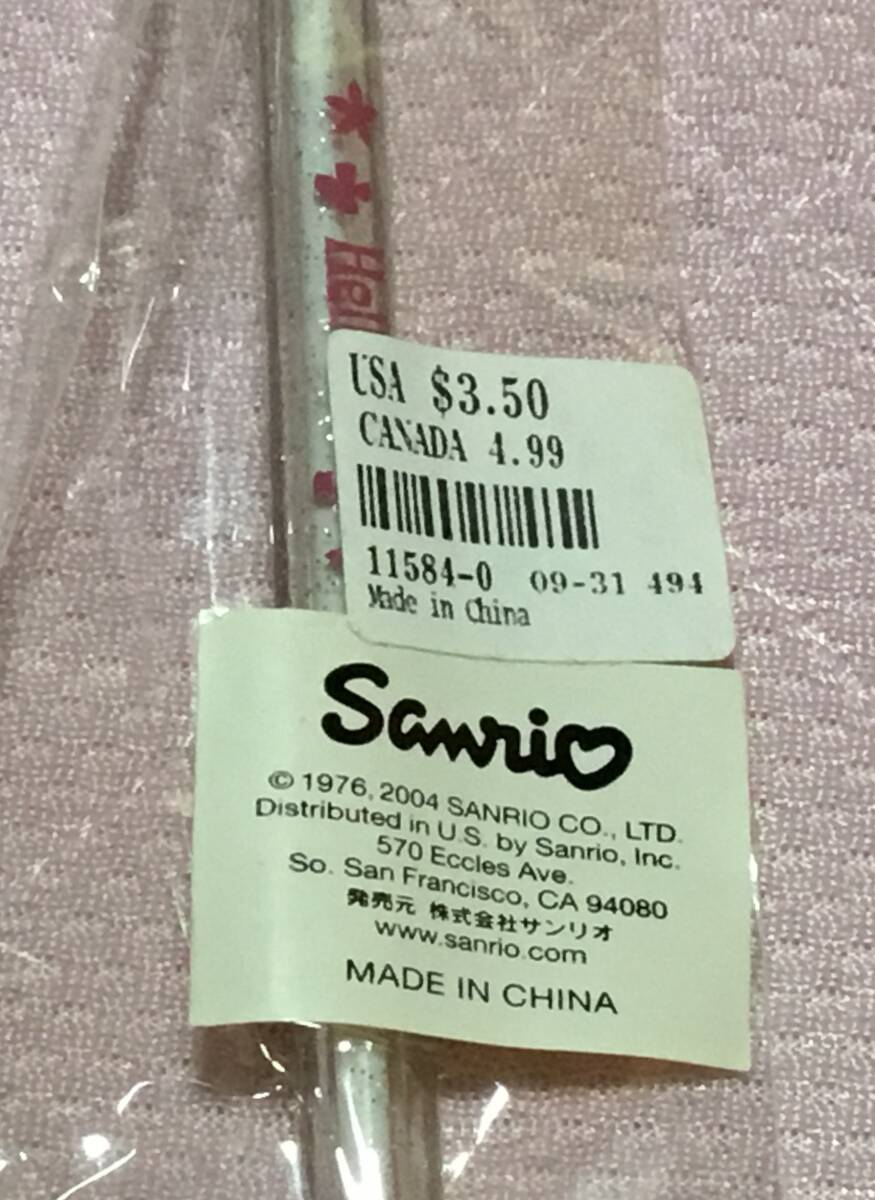 Hel
USA $3.50
CANADA 4.99
11584-0 09-31 494
Made in China
Sanrio
© 1976, 2004 SANRIO CO., LTD.
Distributed in U.S. by Sanrio, Inc.
570 Eccles Ave.
So. San Francisco, CA 94080
発売元 株式会社サンリオ
www.sanrio.com
MADE IN CHINA